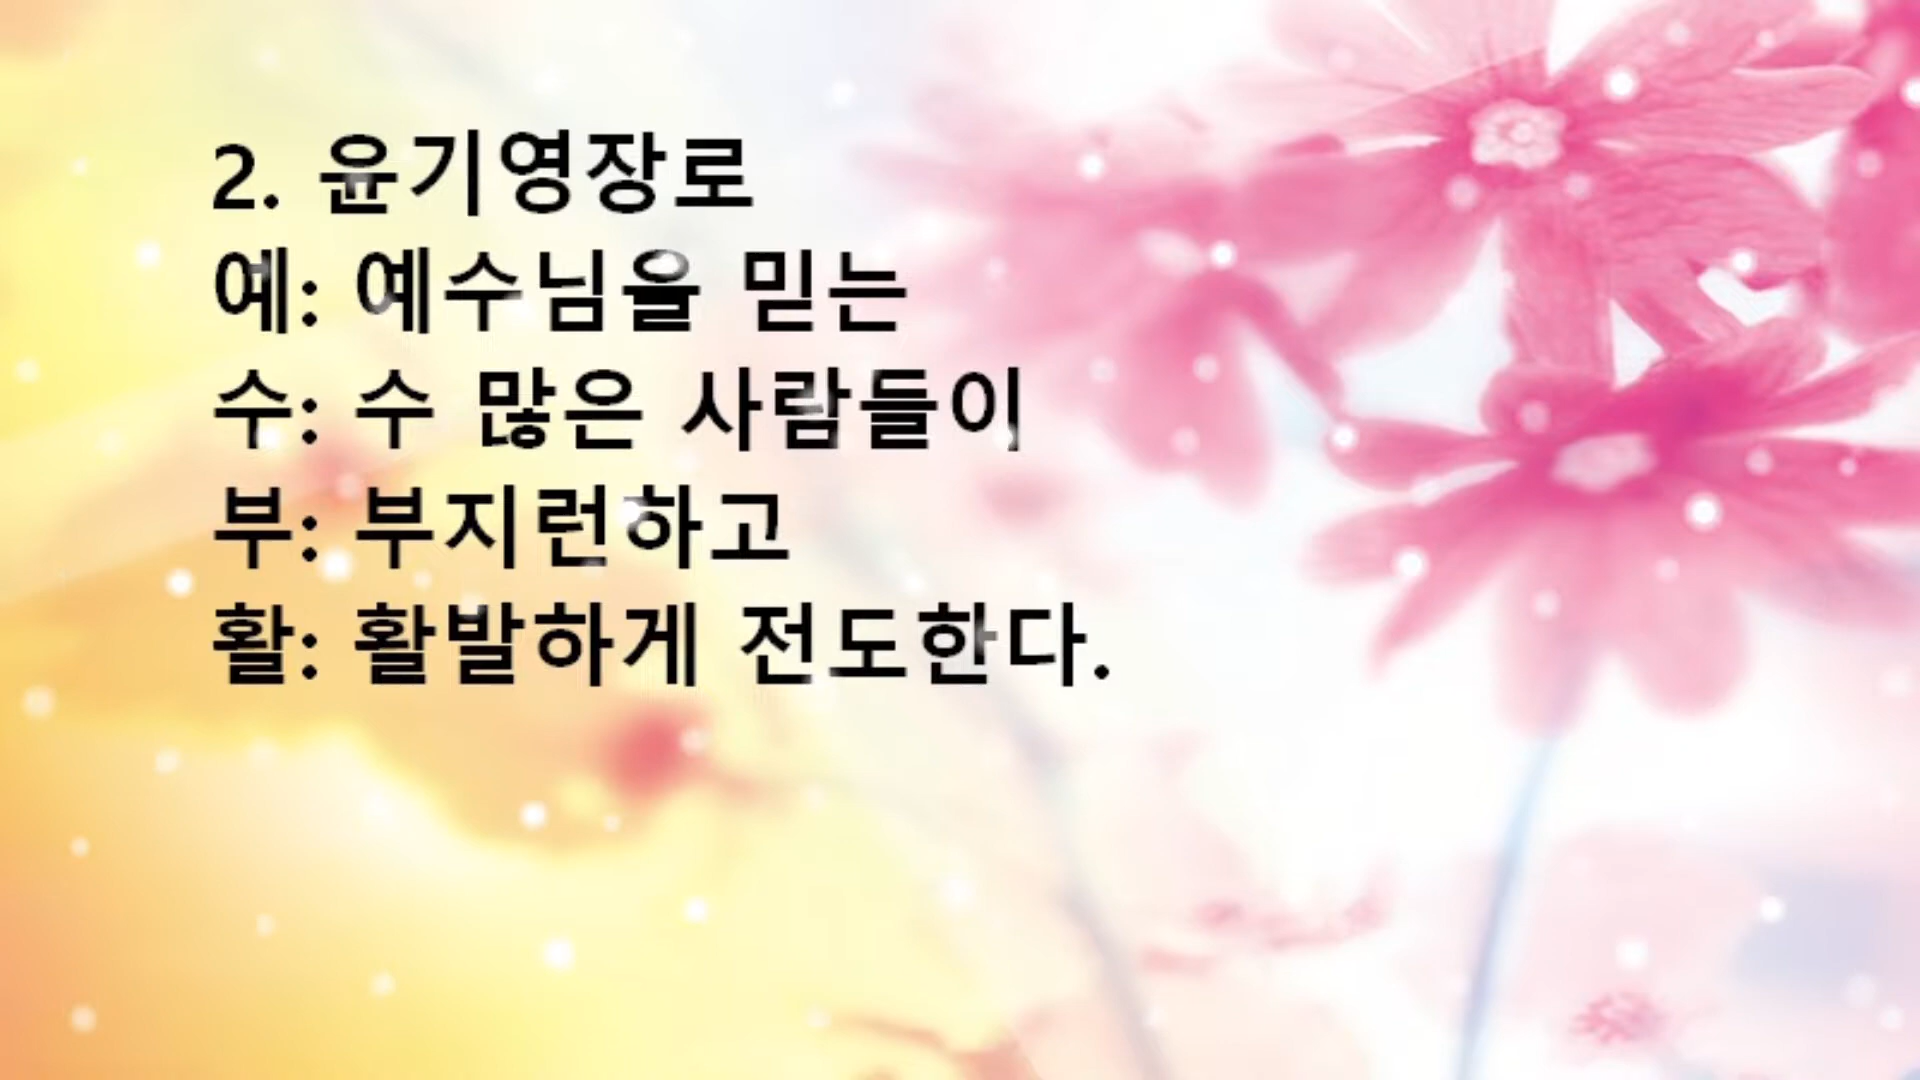 2. 윤기영장로
예: 예수님을 믿는
수: 수 많은 사람들이
부: 부지런하고
활: 활발하게 전도한다.